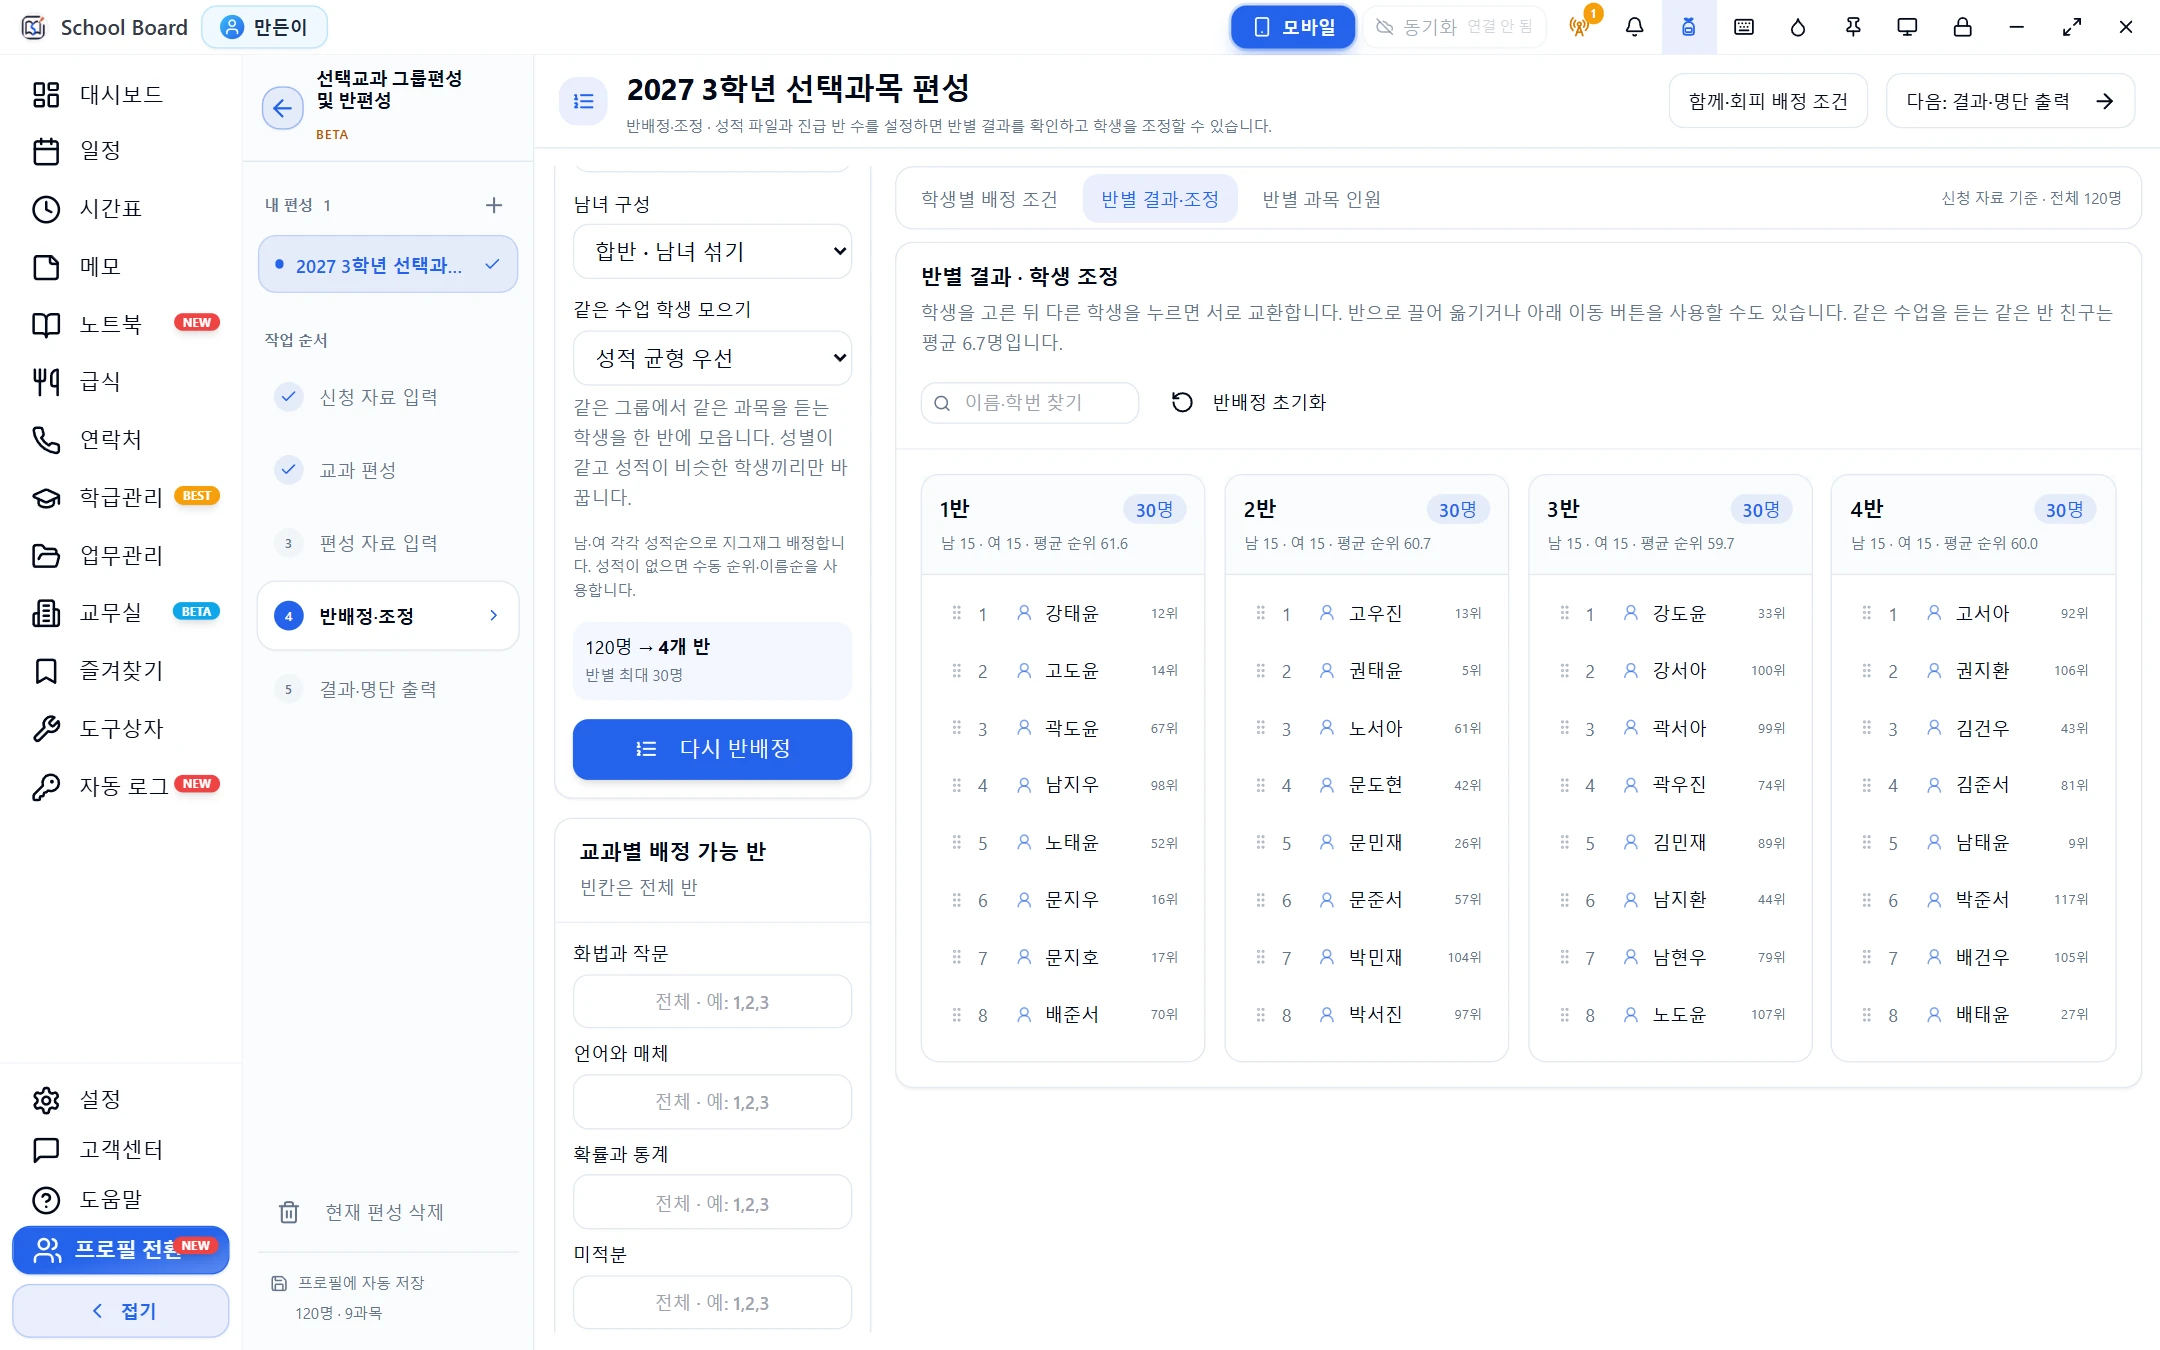 School Board
만든이
모바일
동기화 연결 안 됨
1
대시보드
일정
시간표
메모
노트북 NEW
급식
연락처
학급관리 BEST
업무관리
교무실 BETA
즐겨찾기
도구상자
자동 로그 NEW
설정
고객센터
도움말
프로필 전환 NEW
접기
선택교과 그룹편성
및 반편성
BETA
내 편성 1
2027 3학년 선택과...
작업 순서
신청 자료 입력
교과 편성
3 편성 자료 입력
4 반배정·조정
5 결과·명단 출력
현재 편성 삭제
프로필에 자동 저장
120명 · 9과목
2027 3학년 선택과목 편성
반배정·조정 · 성적 파일과 진급 반 수를 설정하면 반별 결과를 확인하고 학생을 조정할 수 있습니다.
함께·회피 배정 조건
다음: 결과·명단 출력
남녀 구성
합반 · 남녀 섞기
같은 수업 학생 모으기
성적 균형 우선
같은 그룹에서 같은 과목을 듣는
학생을 한 반에 모읍니다. 성별이
같고 성적이 비슷한 학생끼리만 바
꿉니다.
남·여 각각 성적순으로 지그재그 배정합니
다. 성적이 없으면 수동 순위·이름순을 사
용합니다.
120명 → 4개 반
반별 최대 30명
다시 반배정
교과별 배정 가능 반
빈칸은 전체 반
화법과 작문
전체 · 예: 1,2,3
언어와 매체
전체 · 예: 1,2,3
확률과 통계
전체 · 예: 1,2,3
미적분
전체 · 예: 1,2,3
학생별 배정 조건
반별 결과·조정
반별 과목 인원
신청 자료 기준 · 전체 120명
반별 결과 · 학생 조정
학생을 고른 뒤 다른 학생을 누르면 서로 교환합니다. 반으로 끌어 옮기거나 아래 이동 버튼을 사용할 수도 있습니다. 같은 수업을 듣는 같은 반 친구는
평균 6.7명입니다.
이름·학번 찾기
반배정 초기화
1반 30명
남 15 · 여 15 · 평균 순위 61.6
1 강태윤 12위
2 고도윤 14위
3 곽도윤 67위
4 남지우 98위
5 노태윤 52위
6 문지우 16위
7 문지호 17위
8 배준서 70위
2반 30명
남 15 · 여 15 · 평균 순위 60.7
1 고우진 13위
2 권태윤 5위
3 노서아 61위
4 문도현 42위
5 문민재 26위
6 문준서 57위
7 박민재 104위
8 박서진 97위
3반 30명
남 15 · 여 15 · 평균 순위 59.7
1 강도윤 33위
2 강서아 100위
3 곽서아 99위
4 곽우진 74위
5 김민재 89위
6 남지환 44위
7 남현우 79위
8 노도윤 107위
4반 30명
남 15 · 여 15 · 평균 순위 60.0
1 고서아 92위
2 권지환 106위
3 김건우 43위
4 김준서 81위
5 남태윤 9위
6 박준서 117위
7 배건우 105위
8 배태윤 27위